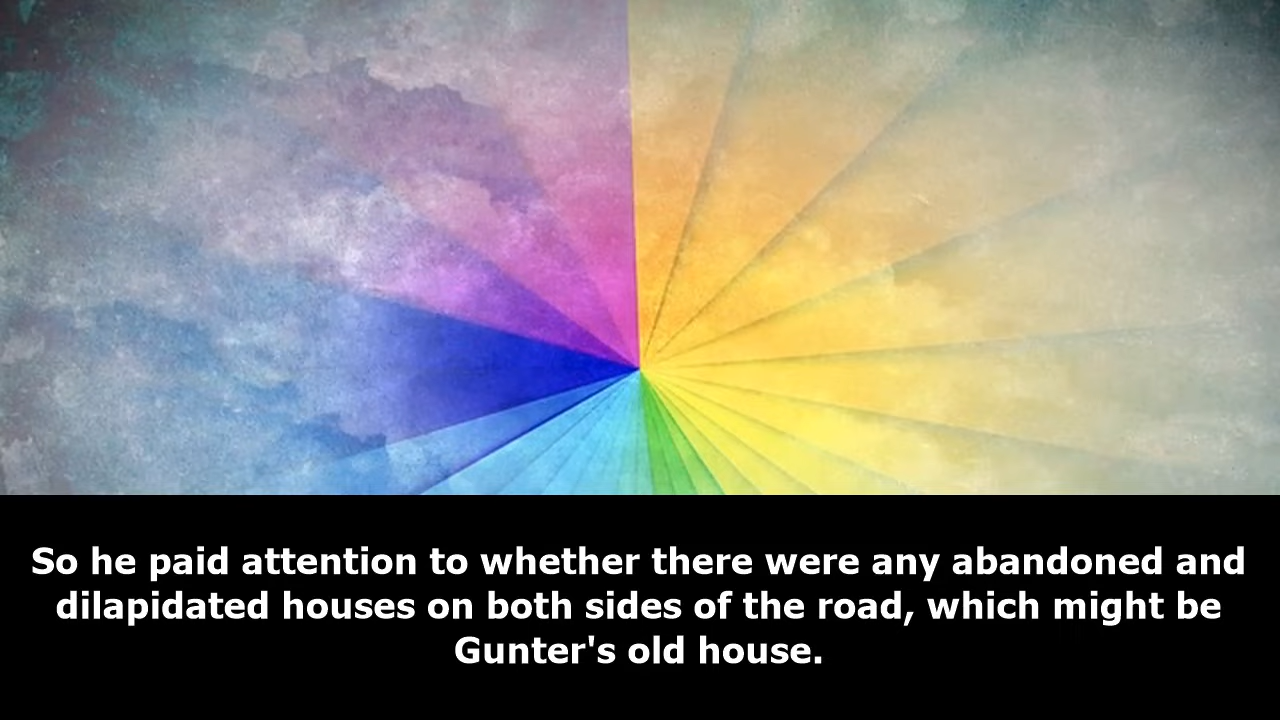 So he paid attention to whether there were any abandoned and
dilapidated houses on both sides of the road, which might be
Gunter's old house.